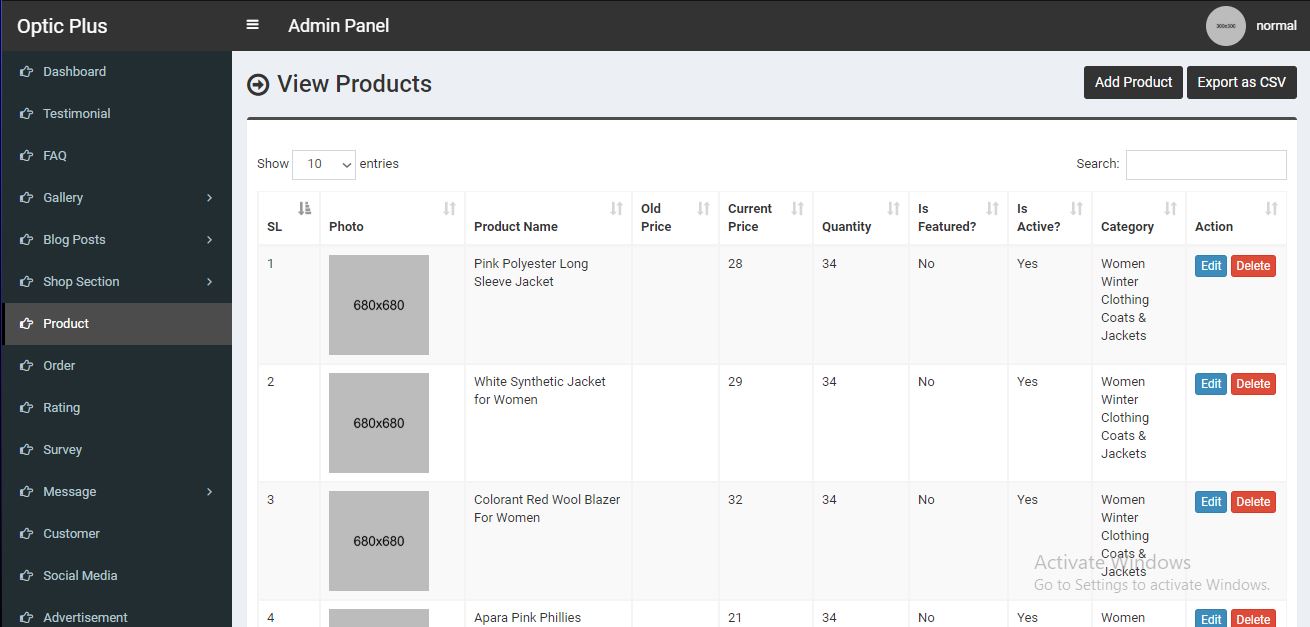 Optic Plus
Admin Panel
300x300
normal
Dashboard
Testimonial
FAQ
Gallery
Blog Posts
Shop Section
Product
Order
Rating
Survey
Message
Customer
Social Media
Advertisement
View Products
Add Product
Export as CSV
Show 10 entries
Search:
SL
Photo
Product Name
Old
Price
Current
Price
Quantity
Is
Featured?
Is
Active?
Category
Action
1
680x680
Pink Polyester Long
Sleeve Jacket
28
34
No
Yes
Women
Winter
Clothing
Coats &
Jackets
Edit
Delete
2
680x680
White Synthetic Jacket
for Women
29
34
No
Yes
Women
Winter
Clothing
Coats &
Jackets
Edit
Delete
3
680x680
Colorant Red Wool Blazer
For Women
32
34
No
Yes
Women
Winter
Clothing
Coats &
Jackets
Edit
Delete
4
Apara Pink Phillies
21
34
No
Yes
Women
Edit
Delete
Activate Windows
Go to Settings to activate Windows.